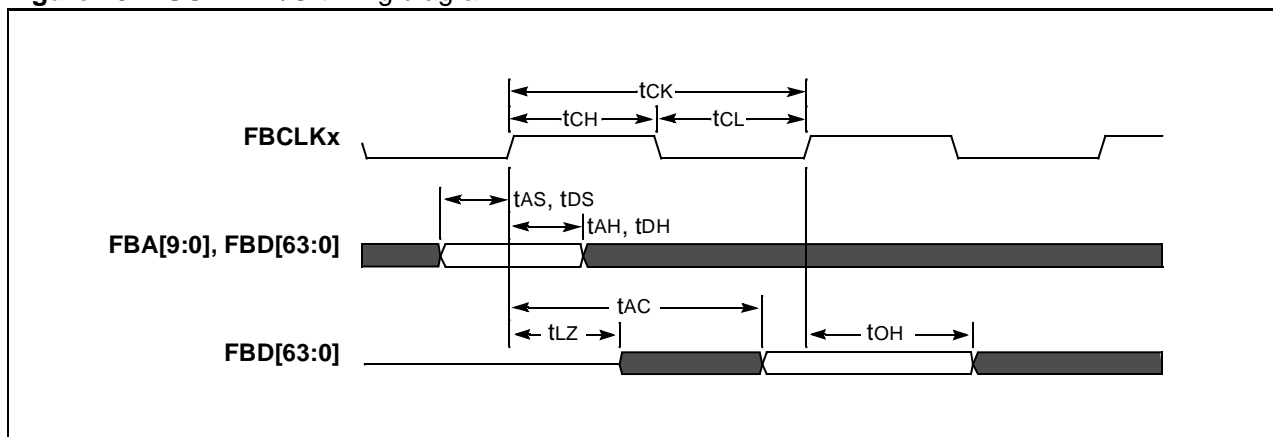 tCK
tCH
tCL
FBCLKx
tAS, tDS
tAH, tDH
FBA[9:0], FBD[63:0]
tAC
tLZ
tOH
FBD[63:0]